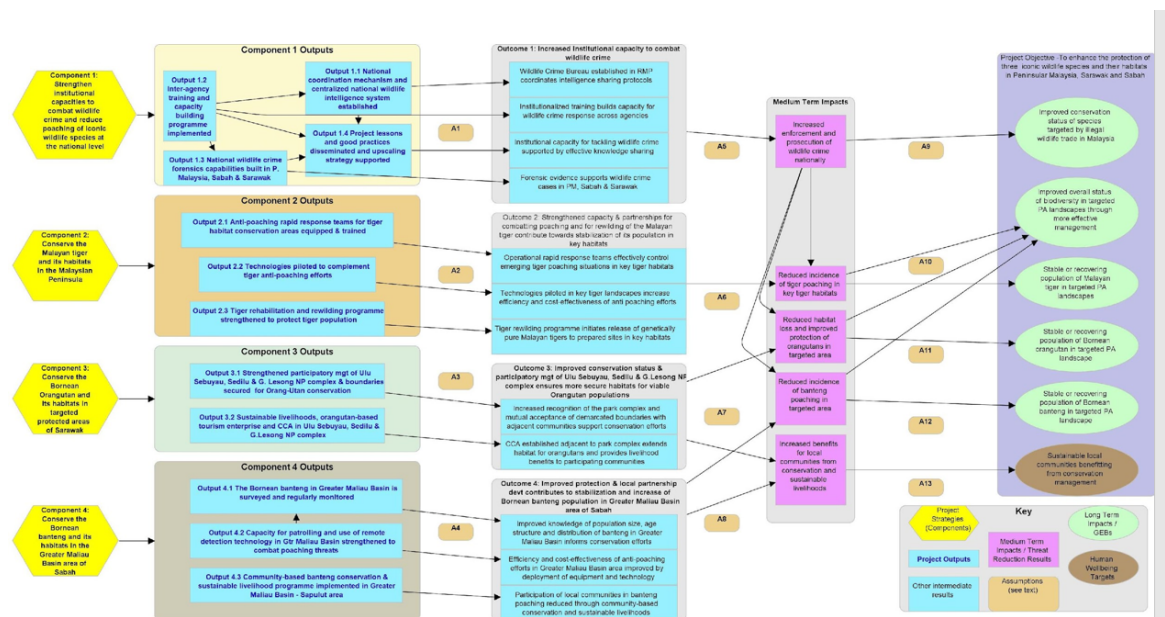 Component 1:
Strengthen
institutional
capacities to
combat wildlife
crime and reduce
poaching of iconic
wildlife species at
the national level
Component 1 Outputs
Output 1.2
Inter-agency
training and
capacity
building
programme
implemented
Output 1.1 National
coordination mechanism and
centralized national wildlife
intelligence system
established
Output 1.4 Project lessons
and good practices
disseminated and upscaling
strategy supported
Output 1.3 National wildlife crime
forensics capabilities built in P.
Malaysia, Sabah & Sarawak
A1
Outcome 1: Increased Institutional capacity to combat
wildlife crime
Wildlife Crime Bureau established in RMP
coordinates intelligence sharing protocols
Institutionalized training builds capacity for
wildlife crime response across agencies
Institutional capacity for tackling wildlife crime
supported by effective knowledge sharing
Forensic evidence supports wildlife crime
cases in PM, Sabah & Sarawak
A5
Component 2:
Conserve the
Malayan tiger
and its habitats
in the Malaysian
Peninsula
Component 2 Outputs
Output 2.1 Anti-poaching rapid response teams for tiger
habitat conservation areas equipped & trained
Output 2.2 Technologies piloted to complement
tiger anti-poaching efforts
Output 2.3 Tiger rehabilitation and rewilding programme
strengthened to protect tiger population
A2
Outcome 2: Strengthened capacity & partnerships for
combatting poaching and for rewilding of the Malayan
tiger contribute towards stabilization of its population in
key habitats
Operational rapid response teams effectively control
emerging tiger poaching situations in key tiger habitats
Technologies piloted in key tiger landscapes increase
efficiency and cost-effectiveness of anti poaching efforts
Tiger rewilding programme initiates release of genetically
pure Malayan tigers to prepared sites in key habitats
A6
Component 3:
Conserve the
Bornean
Orangutan and
its habitats in
targeted
protected areas
of Sarawak
Component 3 Outputs
Output 3.1 Strengthened participatory mgt of Ulu
Sebuyau, Sedilu & G. Lesong NP complex & boundaries
secured for Orang-Utan conservation
Output 3.2 Sustainable livelihoods, orangutan-based
tourism enterprise and CCA in Ulu Sebuyau, Sedilu &
G.Lesong NP complex
A3
Outcome 3: Improved conservation status &
participatory mgt of Ulu Sebuyau, Sedilu & G.Lesong NP
complex ensures more secure habitats for viable
Orangutan populations
Increased recognition of the park complex and
mutual acceptance of demarcated boundaries with
adjacent communities support conservation efforts
CCA established adjacent to park complex extends
habitat for orangutans and provides livelihood
benefits to participating communities
A7
Component 4:
Conserve the
Bornean
banteng and its
habitats in the
Greater Maliau
Basin area of
Sabah
Component 4 Outputs
Output 4.1 The Bornean banteng in Greater Maliau Basin is
surveyed and regularly monitored
Output 4.2 Capacity for patrolling and use of remote
detection technology in Gtr Maliau Basin strengthened to
combat poaching threats
Output 4.3 Community-based banteng conservation &
sustainable livelihood programme implemented in Greater
Maliau Basin - Sapulut area
A4
Outcome 4: Improved protection & local partnership
devt contributes to stabilization and increase of
Bornean banteng population in Greater Maliau Basin
area of Sabah
Improved knowledge of population size, age
structure and distribution of banteng in Greater
Maliau Basin informs conservation efforts
Efficiency and cost-effectiveness of anti-poaching
efforts in Greater Maliau Basin area improved by
deployment of equipment and technology
Participation of local communities in banteng
poaching reduced through community-based
conservation and sustainable livelihoods
A8
Medium Term Impacts
Increased
enforcement and
prosecution of
wildlife crime
nationally
Reduced incidence
of tiger poaching in
key tiger habitats
Reduced habitat
loss and improved
protection of
orangutans in
targeted area
Reduced incidence
of banteng
poaching in
targeted area
Increased benefits
for local
communities from
conservation and
sustainable
livelihoods
A9
A10
A11
A12
A13
Project Objective -To enhance the protection of
three iconic wildlife species and their habitats
in Peninsular Malaysia, Sarawak and Sabah
Improved conservation
status of species
targeted by illegal
wildlife trade in Malaysia
Improved overall status
of biodiversity in targeted
PA landscapes through
more effective
management
Stable or recovering
population of Malayan
tiger in targeted PA
landscapes
Stable or recovering
population of Bornean
orangutan in targeted PA
landscape
Stable or recovering
population of Bornean
banteng in targeted PA
landscape
Sustainable local
communities benefitting
from conservation
management
Key
Project
Strategies
(Components)
Project Outputs
Other intermediate
results
Medium Term
Impacts / Threat
Reduction Results
Assumptions
(see text)
Long Term
Impacts /
GEBs
Human
Wellbeing
Targets